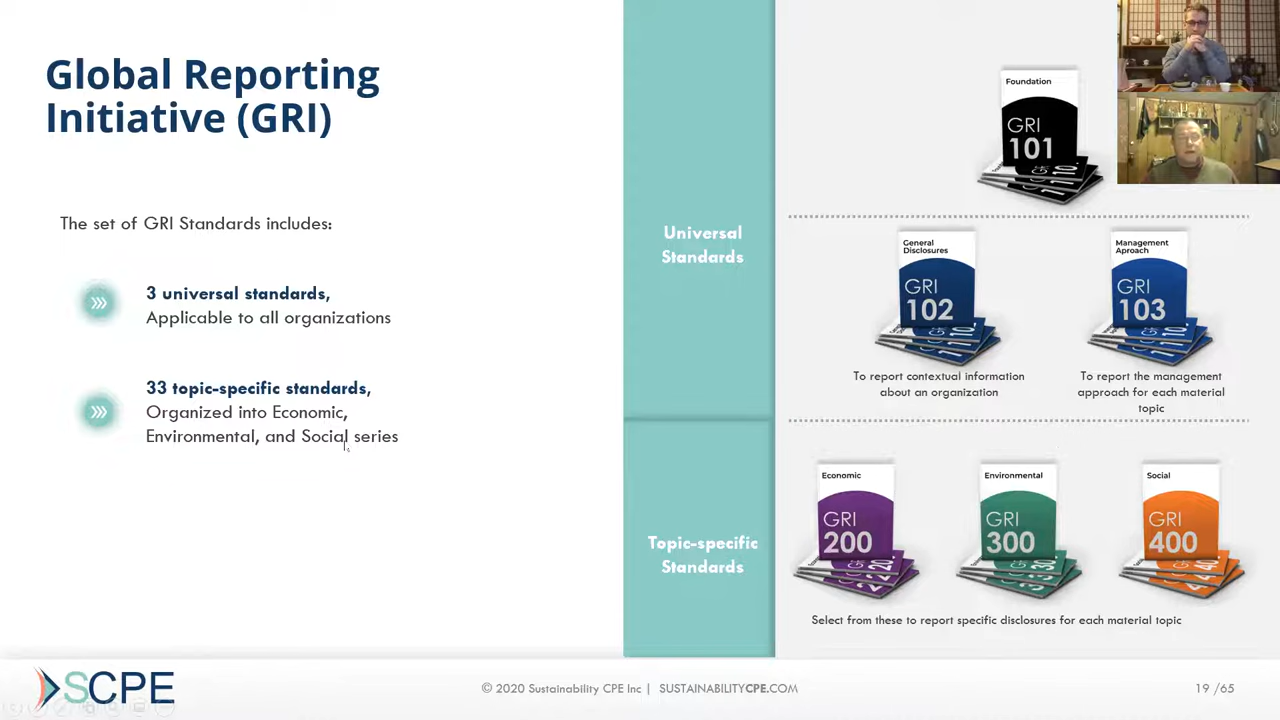 Global Reporting
Initiative (GRI)
The set of GRI Standards includes:
3 universal standards,
Applicable to all organizations
33 topic-specific standards,
Organized into Economic,
Environmental, and Social series
Universal
Standards
Foundation
GRI
101
General
Disclosures
GRI
102
To report contextual information
about an organization
Management
Aproach
GRI
103
To report the management
approach for each material
topic
Topic-specific
Standards
Economic
GRI
200
Environmental
GRI
300
Social
GRI
400
Select from these to report specific disclosures for each material topic
SCPE
© 2020 Sustainability CPE Inc | SUSTAINABILITYCPE.COM
19 /65